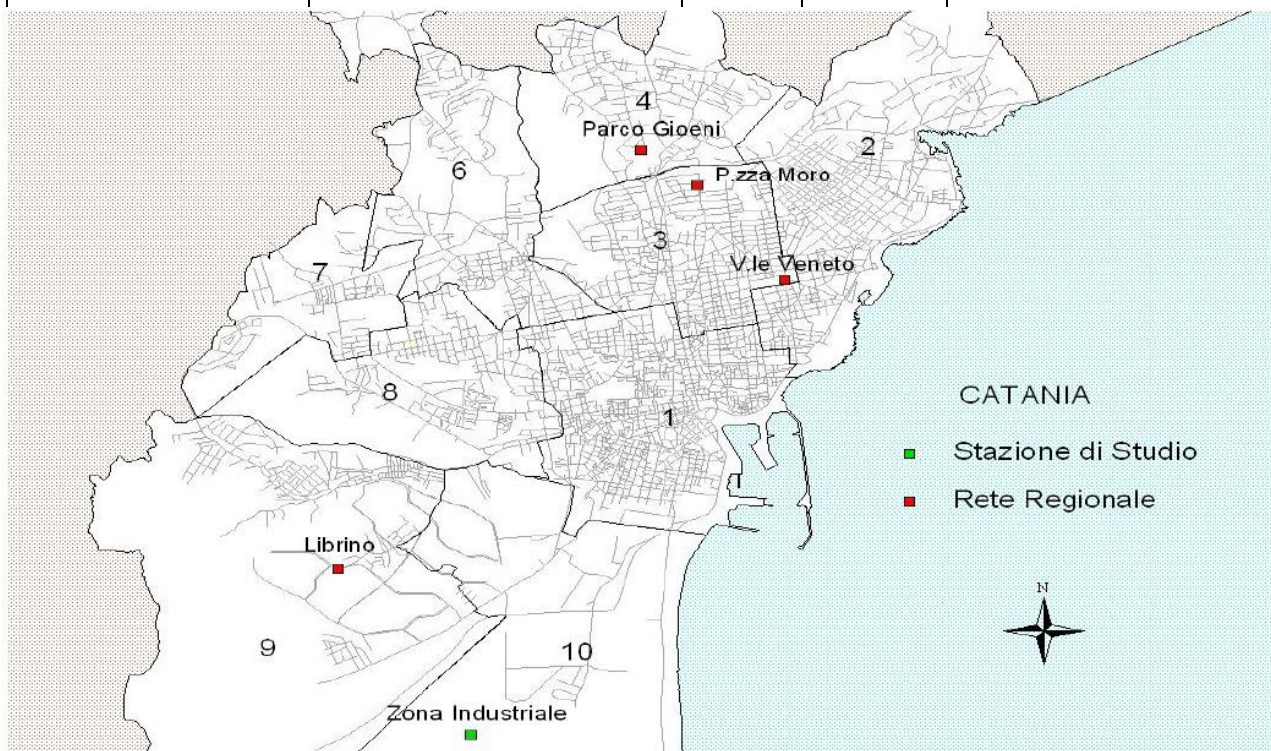 4
Parco Gioeni
2
6
P.zza Moro
3
V.le Veneto
7
8
CATANIA
1
Stazione di Studio
Rete Regionale
Librino
N
9
10
Zona Industriale